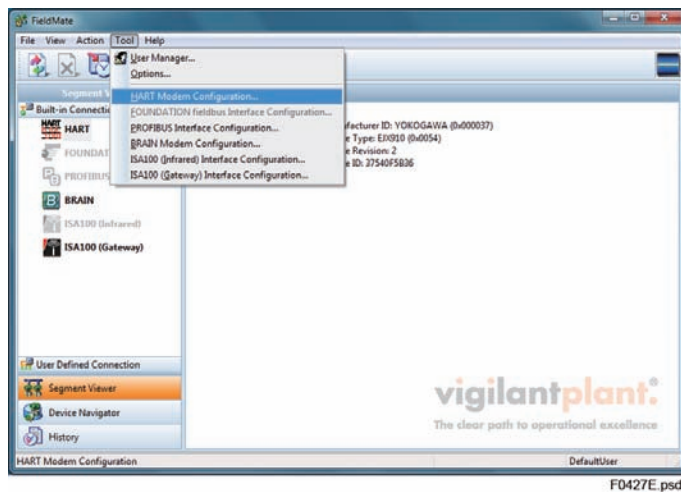 FieldMate
File View Action Tool Help
User Manager...
Options...
HART Modem Configuration...
FOUNDATION fieldbus Interface Configuration...
PROFIBUS Interface Configuration...
BRAIN Modem Configuration...
ISA100 (Infrared) Interface Configuration...
ISA100 (Gateway) Interface Configuration...
Segment V
Built-in Connecti
HART HART
FOUNDAT
PROFIBUS
BRAIN
ISA100 (Infrared)
ISA100 (Gateway)
facturer ID: YOKOGAWA (0x000037)
e Type: EJX910 (0x0054)
e Revision: 2
e ID: 37540F5B36
User Defined Connection
Segment Viewer
Device Navigator
History
vigilantplant.
The clear path to operational excellence
HART Modem Configuration
DefaultUser
F0427E.psd